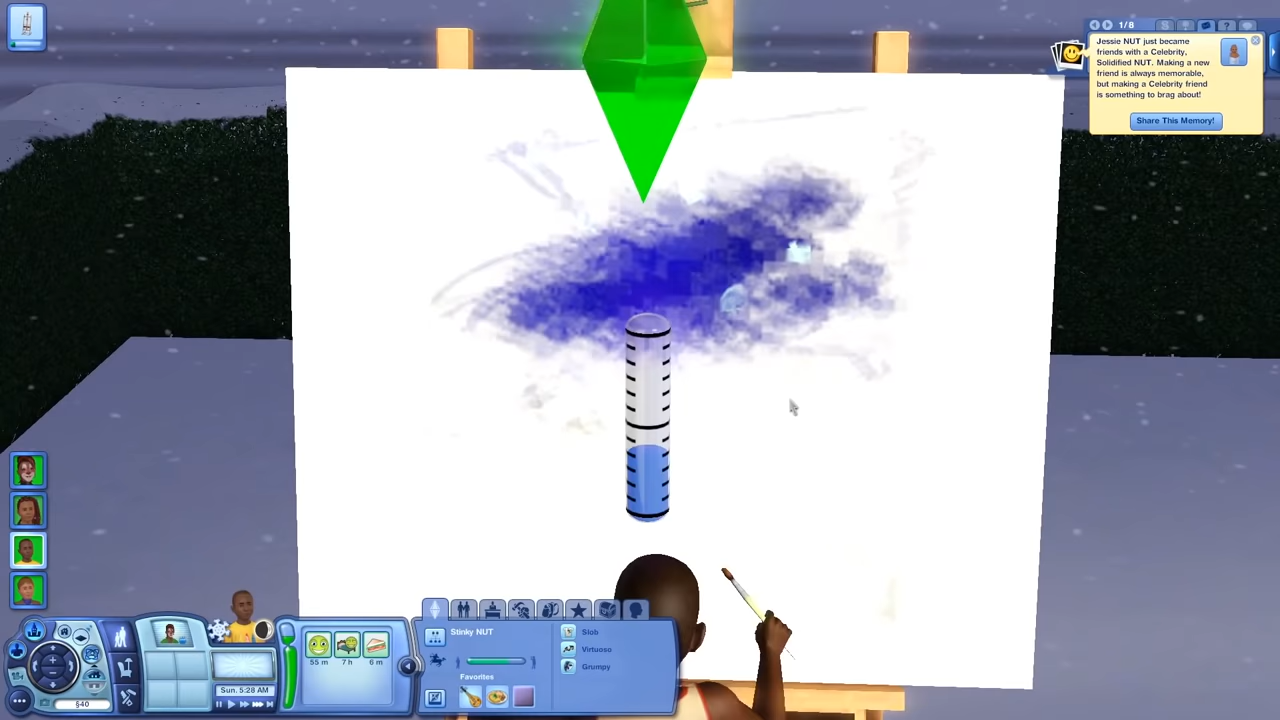 1/8
Jessie NUT just became
friends with a Celebrity,
Solidified NUT. Making a new
friend is always memorable,
but making a Celebrity friend
is something to brag about!
Share This Memory!
Stinky NUT
Slob
Virtuoso
Grumpy
Favorites
55 m
7 h
6 m
Sun. 5:28 AM
§40